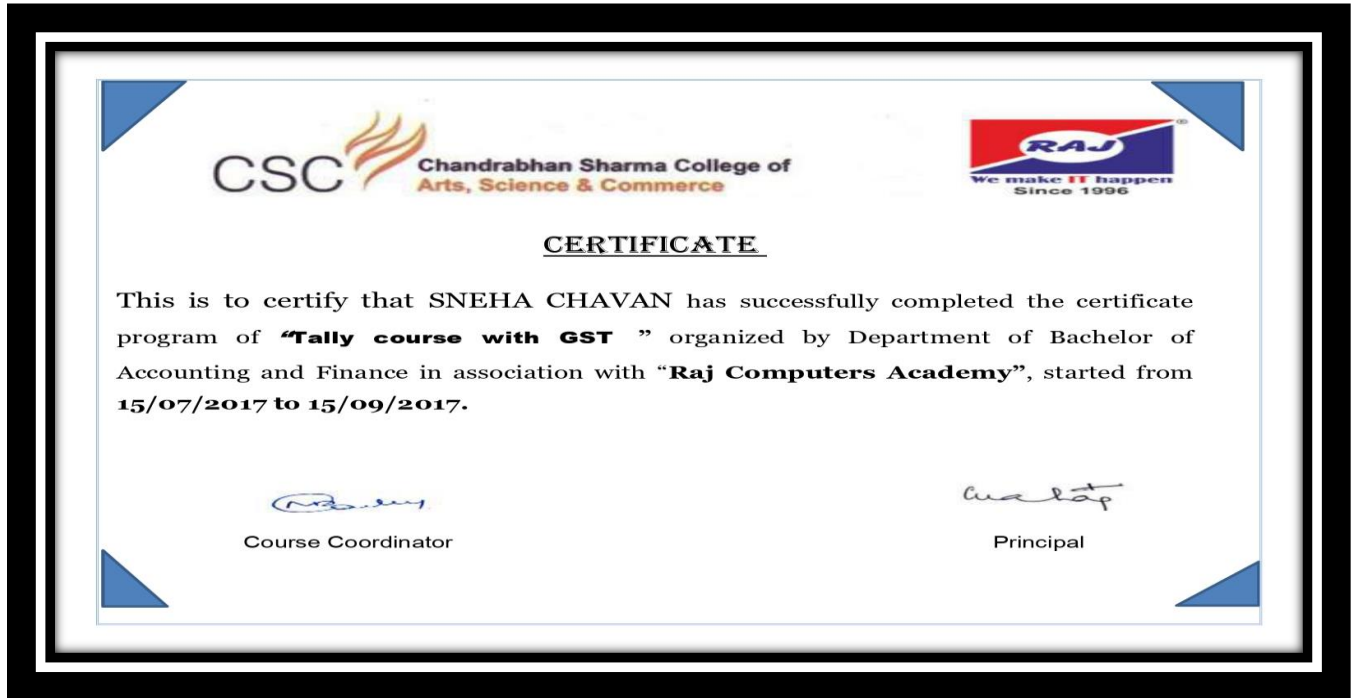 CSC
Chandrabhan Sharma College of
Arts, Science & Commerce
RAJ
®
We make IT happen
Since 1996
CERTIFICATE
This is to certify that SNEHA CHAVAN has successfully completed the certificate
program of “Tally course with GST ” organized by Department of Bachelor of
Accounting and Finance in association with “Raj Computers Academy”, started from
15/07/2017 to 15/09/2017.
Course Coordinator
Principal